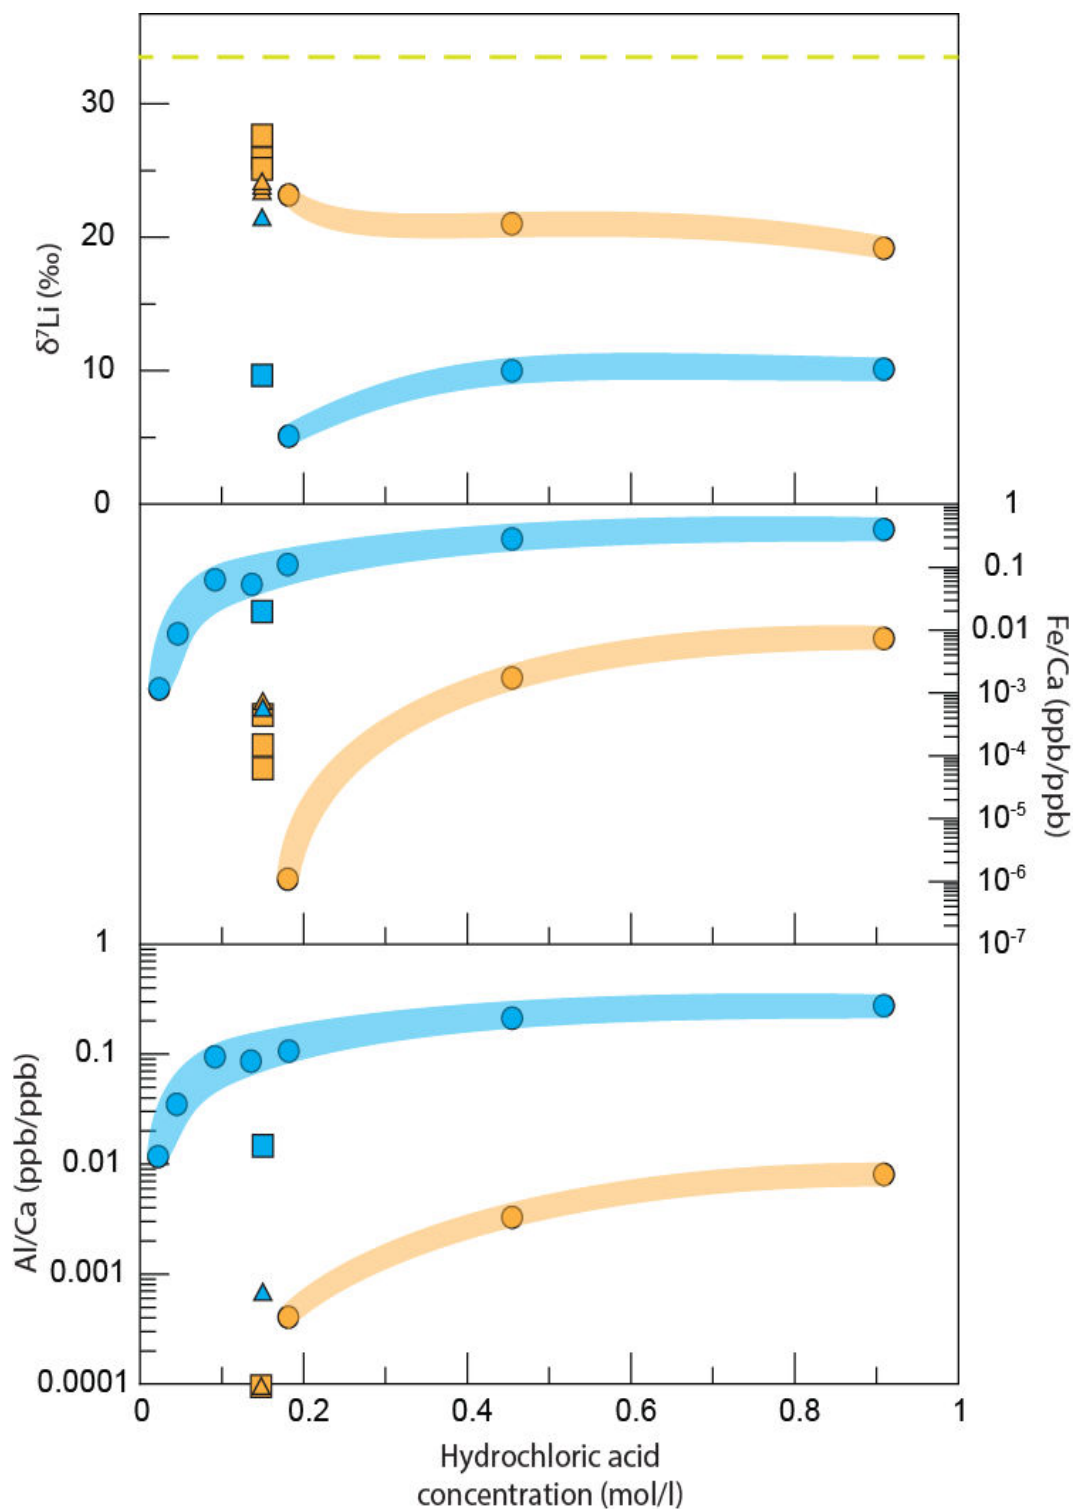 30
20
10
0
δ⁷Li (‰)
1
0.1
0.01
10⁻³
10⁻⁴
10⁻⁵
10⁻⁶
10⁻⁷
Fe/Ca (ppb/ppb)
1
0.1
0.01
0.001
0.0001
Al/Ca (ppb/ppb)
0 0.2 0.4 0.6 0.8 1
Hydrochloric acid
concentration (mol/l)